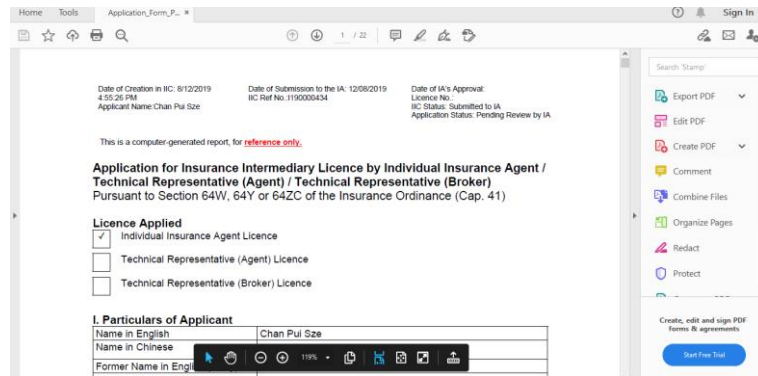 Home Tools Application_Form_P... × Sign In
1 / 22
Search 'Stamp'
Export PDF
Edit PDF
Create PDF
Comment
Combine Files
Organize Pages
Redact
Protect
Create, edit and sign PDF
forms & agreements
Start Free Trial
Date of Creation in IIC: 8/12/2019
4:55:26 PM
Applicant Name:Chan Pui Sze
Date of Submission to the IA: 12/08/2019
IIC Ref No.:I190000434
Date of IA's Approval:
Licence No.:
IIC Status: Submitted to IA
Application Status: Pending Review by IA
This is a computer-generated report, for reference only.
Application for Insurance Intermediary Licence by Individual Insurance Agent /
Technical Representative (Agent) / Technical Representative (Broker)
Pursuant to Section 64W, 64Y or 64ZC of the Insurance Ordinance (Cap. 41)
Licence Applied
✓ Individual Insurance Agent Licence
Technical Representative (Agent) Licence
Technical Representative (Broker) Licence
I. Particulars of Applicant
Name in English Chan Pui Sze
Name in Chinese
Former Name in Engli
119%